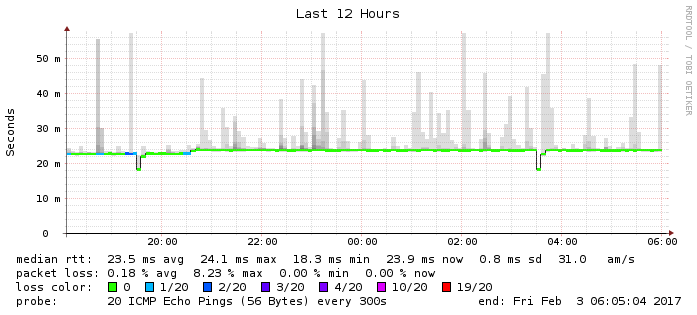 Last 12 Hours
RRDTOOL / TOBI OETIKER
Seconds
50 m
40 m
30 m
20 m
10 m
0
20:00 22:00 00:00 02:00 04:00 06:00
median rtt: 23.5 ms avg 24.1 ms max 18.3 ms min 23.9 ms now 0.8 ms sd 31.0 am/s
packet loss: 0.18 % avg 8.23 % max 0.00 % min 0.00 % now
loss color: 0 1/20 2/20 3/20 4/20 10/20 19/20
probe: 20 ICMP Echo Pings (56 Bytes) every 300s end: Fri Feb 3 06:05:04 2017